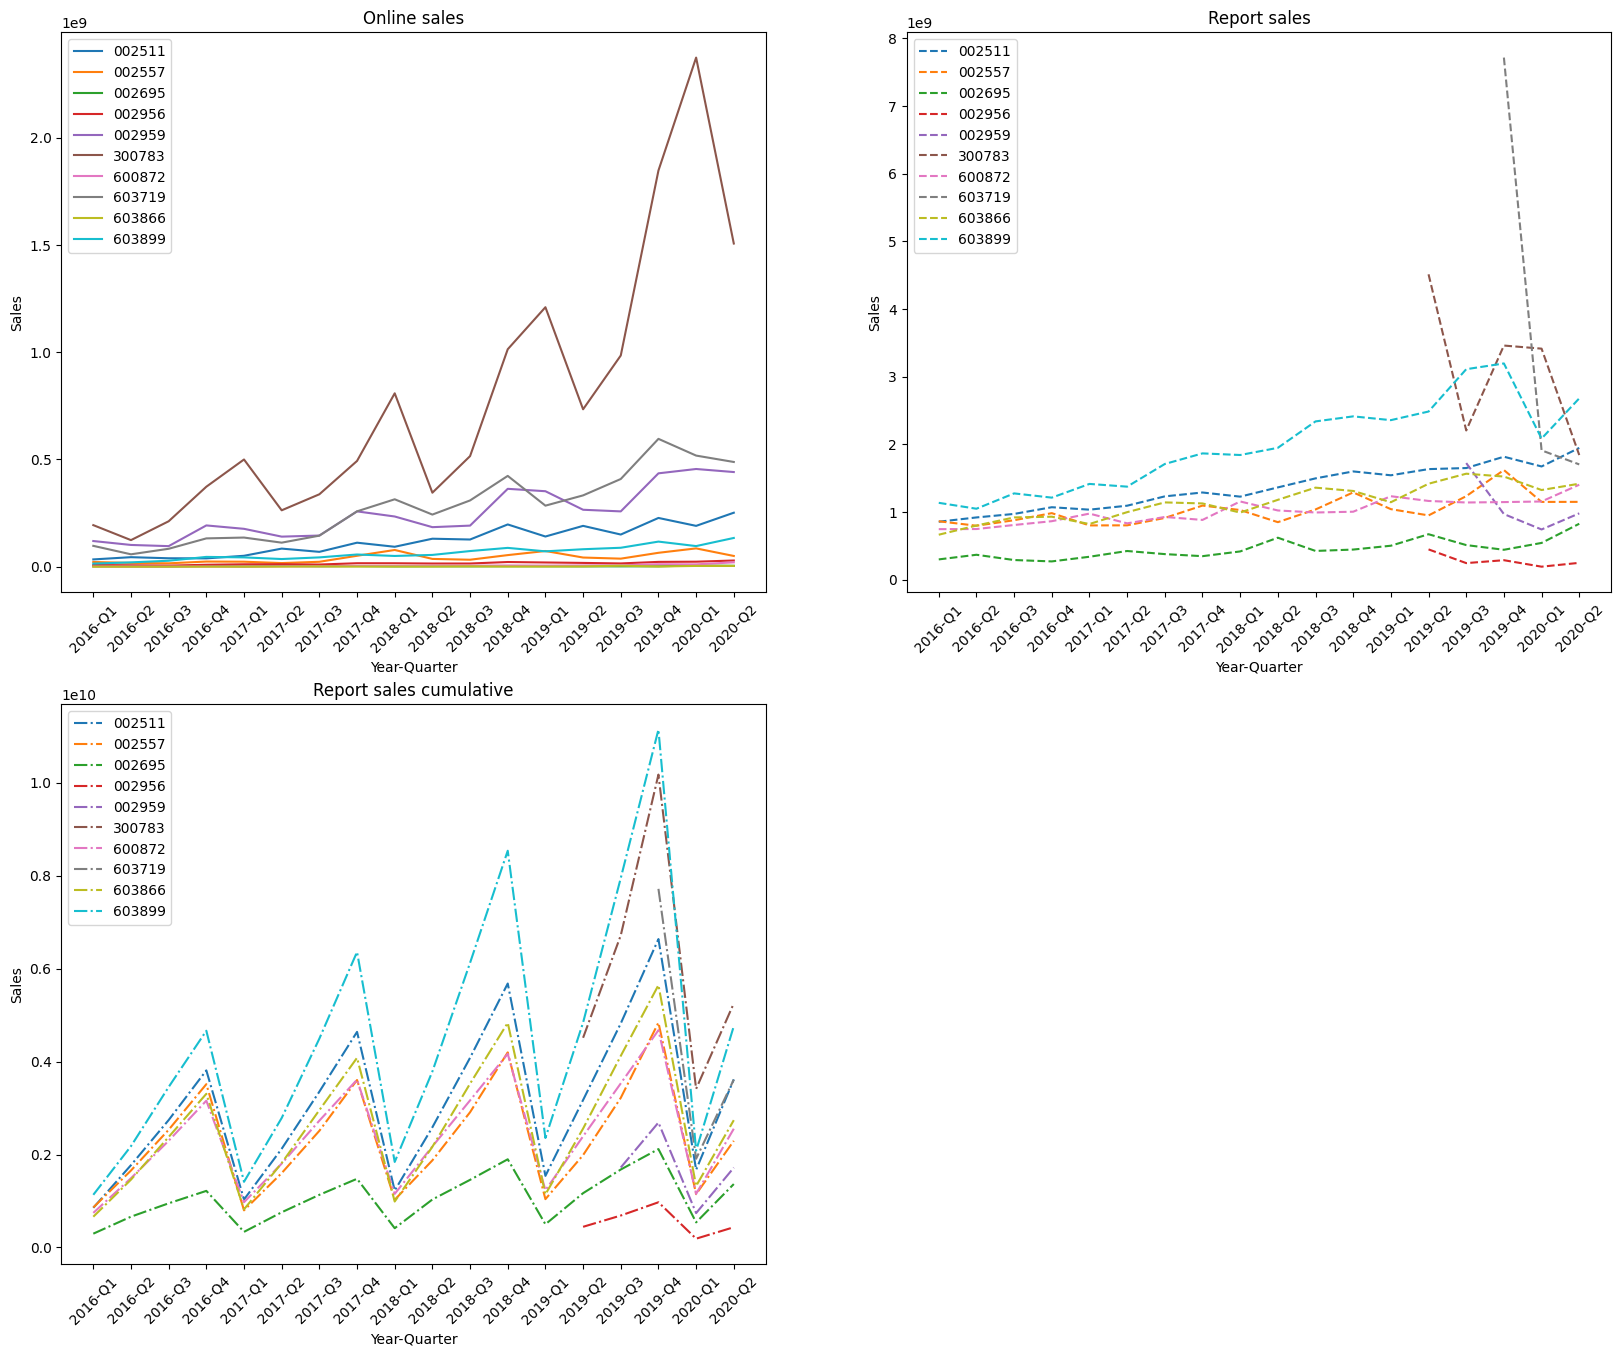 Online sales
1e9
Sales
2.0
1.5
1.0
0.5
0.0
002511
002557
002695
002956
002959
300783
600872
603719
603866
603899
2016-Q1
2016-Q2
2016-Q3
2016-Q4
2017-Q1
2017-Q2
2017-Q3
2017-Q4
2018-Q1
2018-Q2
2018-Q3
2018-Q4
2019-Q1
2019-Q2
2019-Q3
2019-Q4
2020-Q1
2020-Q2
Year-Quarter
Report sales
1e9
Sales
8
7
6
5
4
3
2
1
0
002511
002557
002695
002956
002959
300783
600872
603719
603866
603899
2016-Q1
2016-Q2
2016-Q3
2016-Q4
2017-Q1
2017-Q2
2017-Q3
2017-Q4
2018-Q1
2018-Q2
2018-Q3
2018-Q4
2019-Q1
2019-Q2
2019-Q3
2019-Q4
2020-Q1
2020-Q2
Year-Quarter
Report sales cumulative
1e10
Sales
1.0
0.8
0.6
0.4
0.2
0.0
002511
002557
002695
002956
002959
300783
600872
603719
603866
603899
2016-Q1
2016-Q2
2016-Q3
2016-Q4
2017-Q1
2017-Q2
2017-Q3
2017-Q4
2018-Q1
2018-Q2
2018-Q3
2018-Q4
2019-Q1
2019-Q2
2019-Q3
2019-Q4
2020-Q1
2020-Q2
Year-Quarter